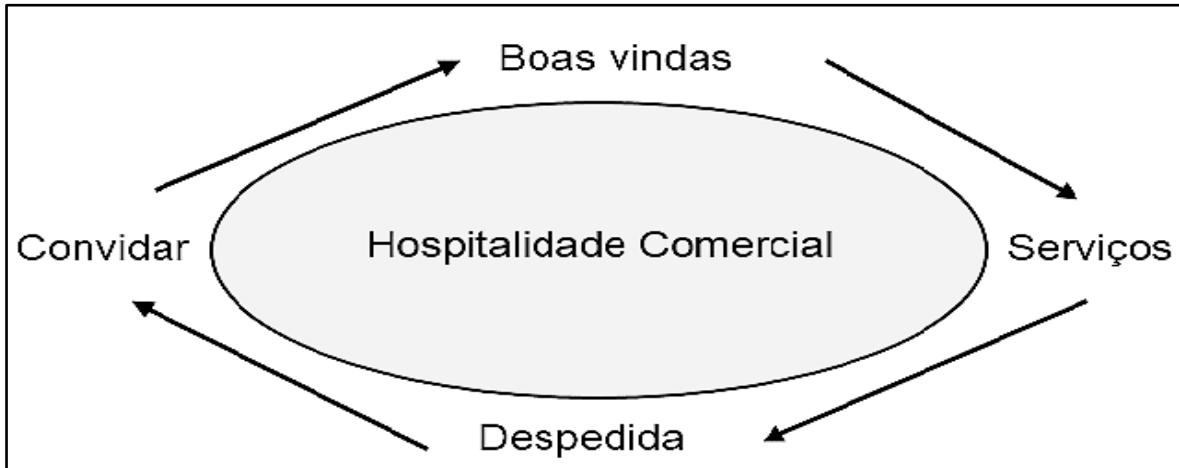 Boas vindas
Convidar
Hospitalidade Comercial
Serviços
Despedida